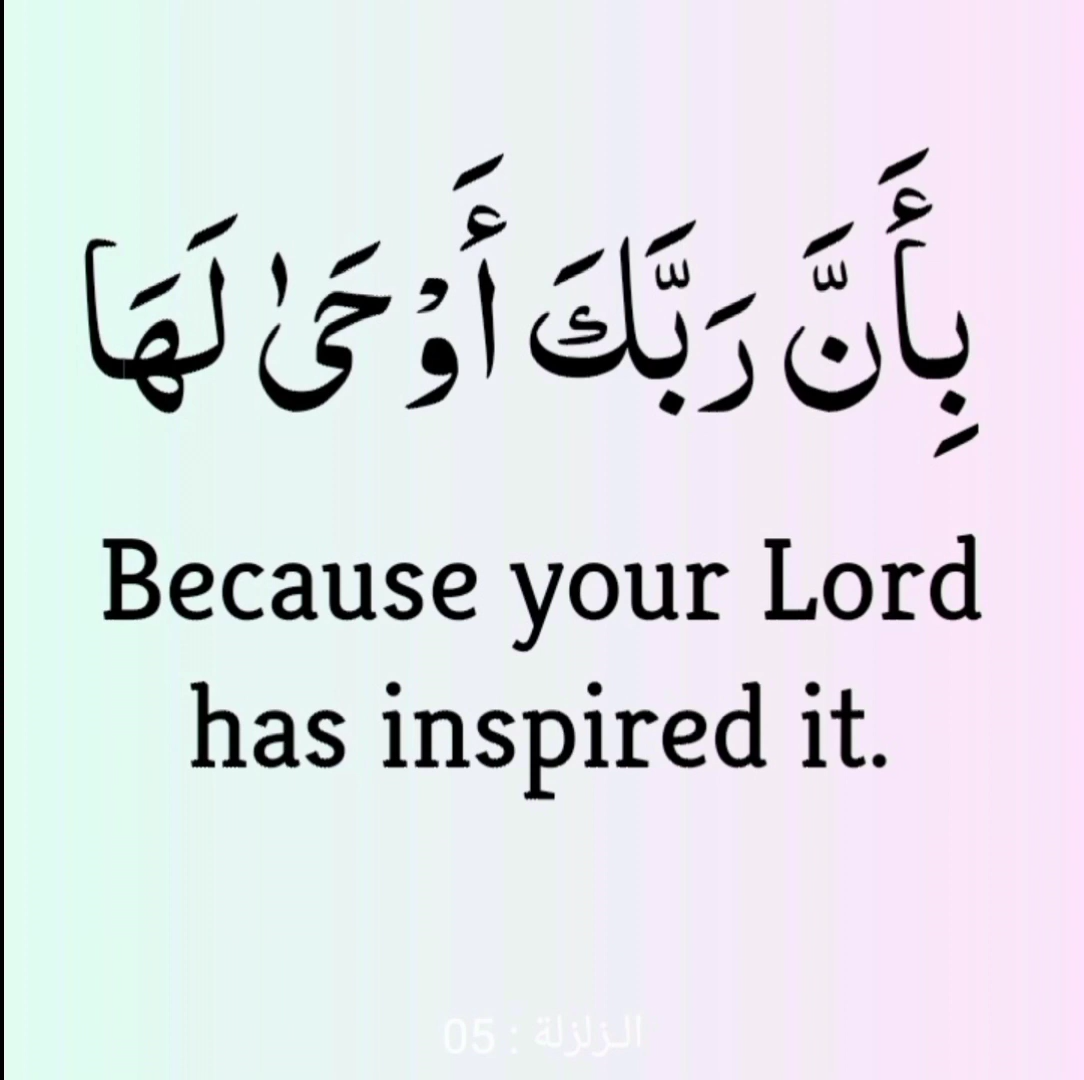 بِأَنَّ رَبَّكَ أَوۡحَىٰ لَهَا
Because your Lord
has inspired it.
الزلزلة : 05